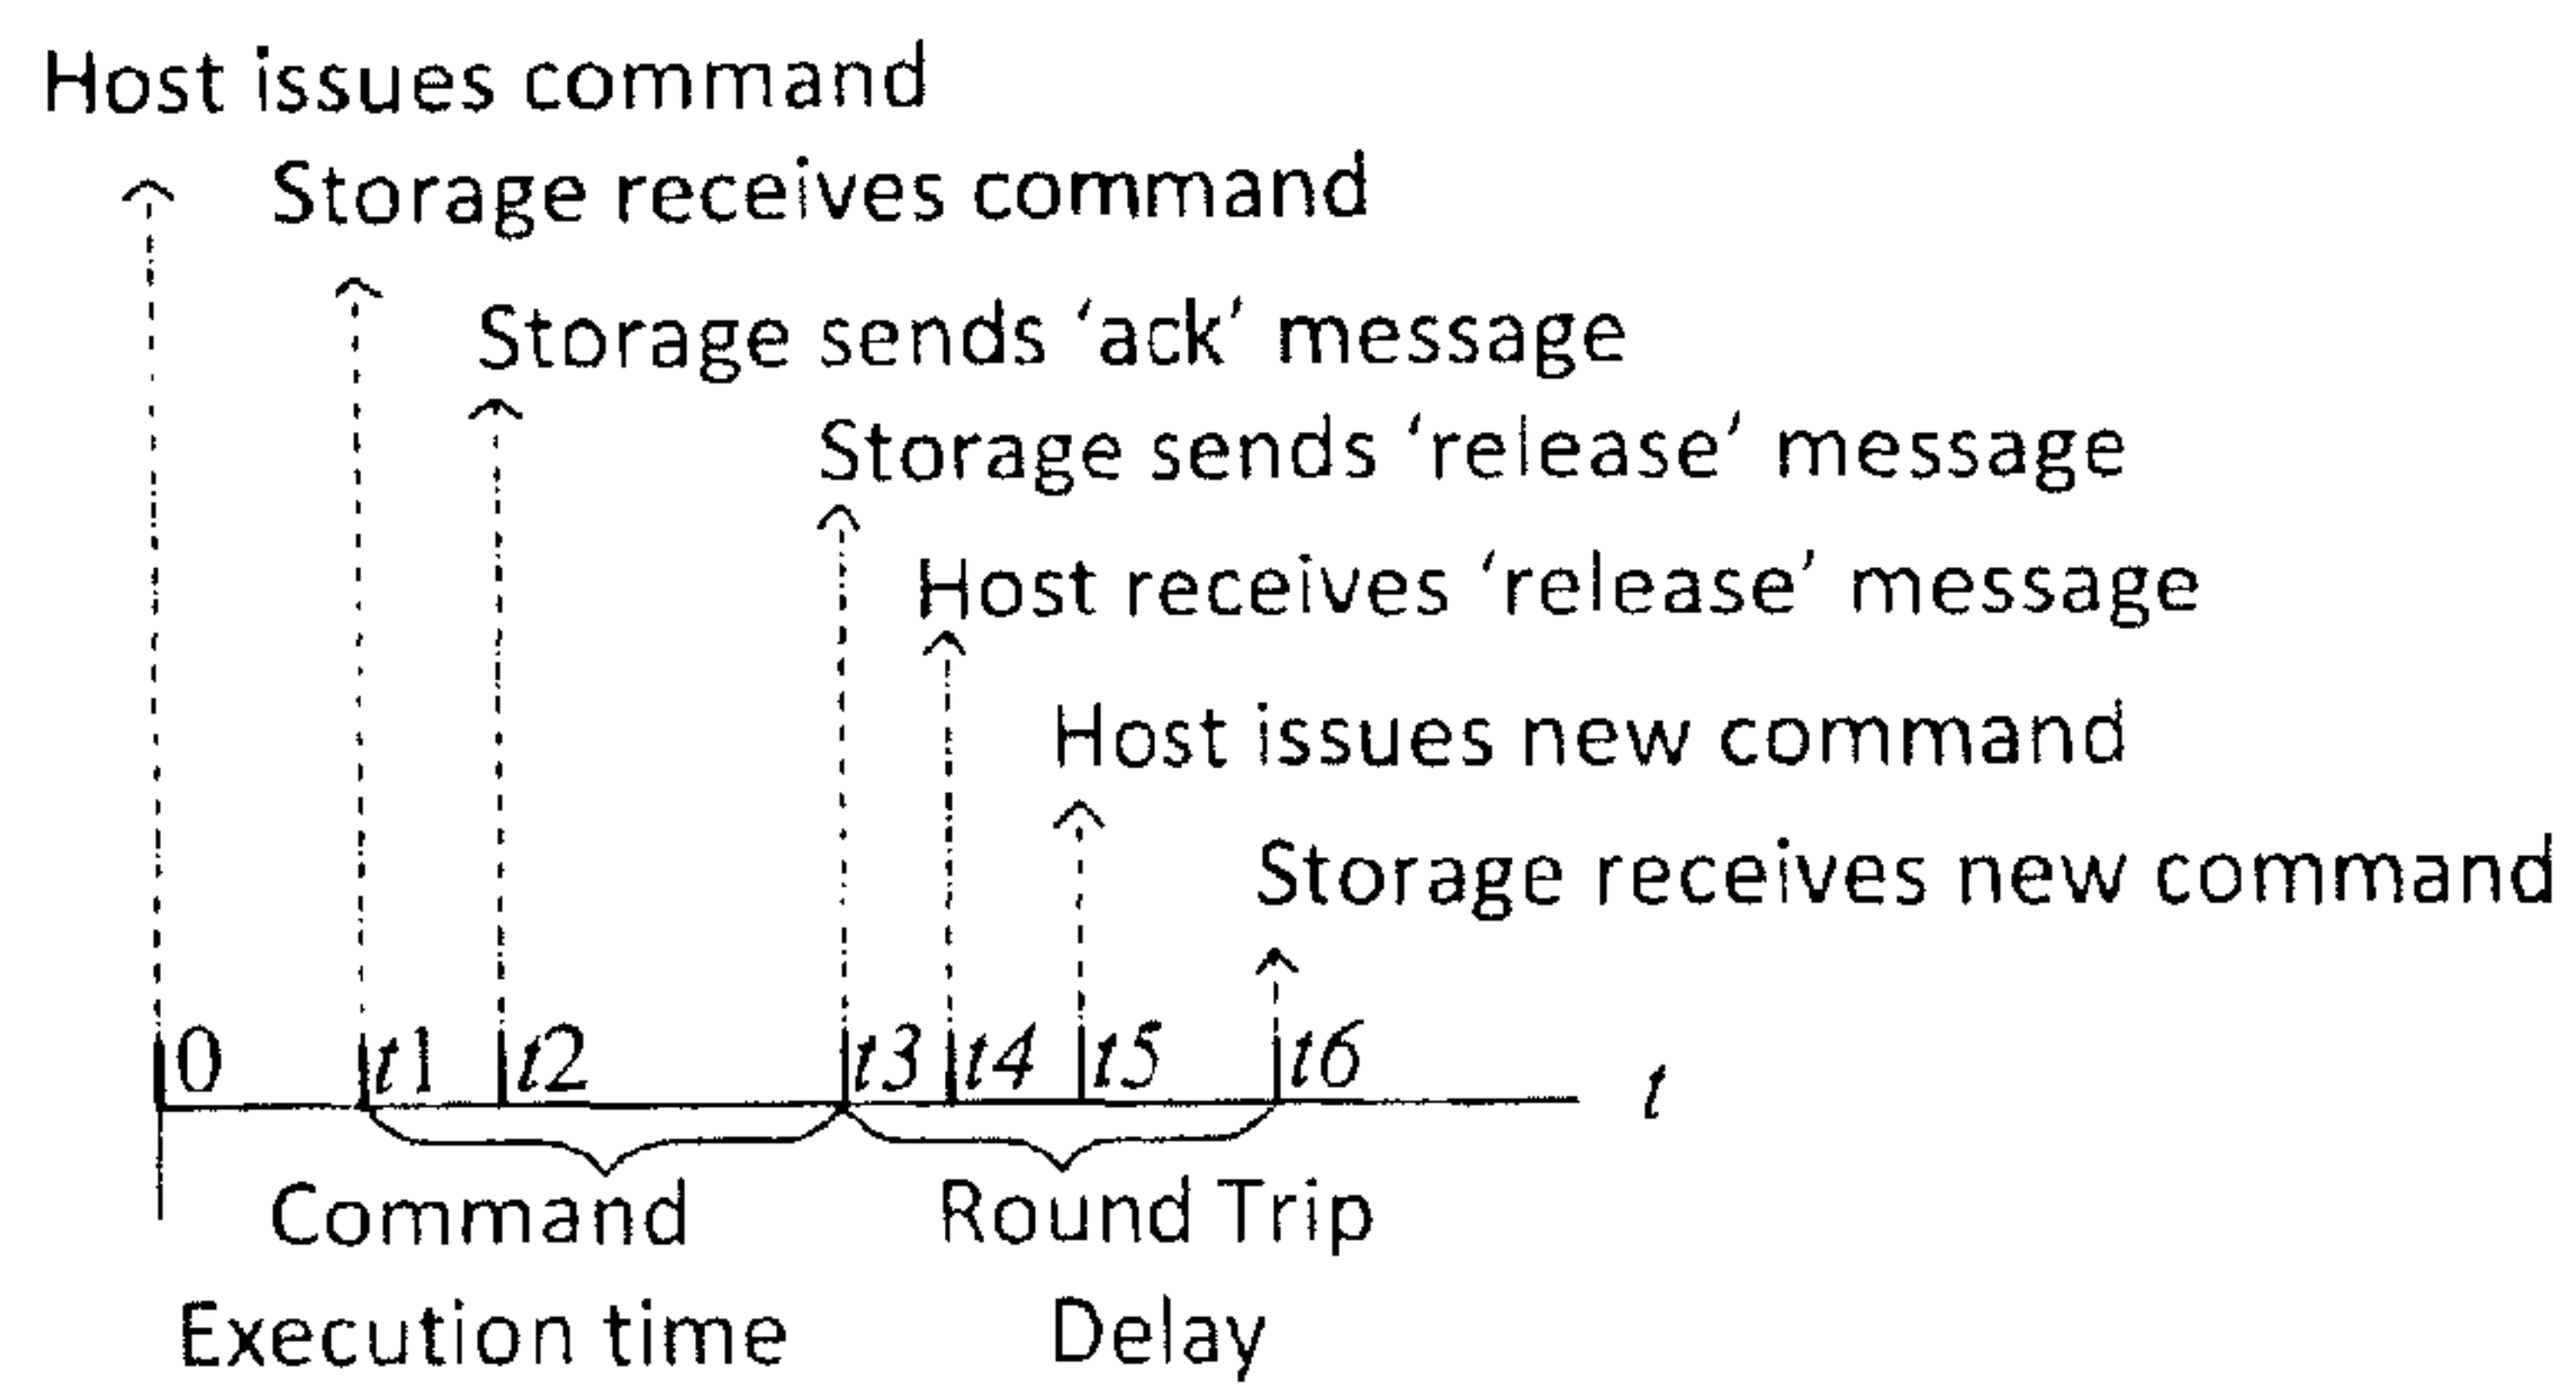 Host issues command
Storage receives command
Storage sends ‘ack’ message
Storage sends ‘release’ message
Host receives ‘release’ message
Host issues new command
Storage receives new command
0 t1 t2 t3 t4 t5 t6 t
Command Round Trip
Execution time Delay